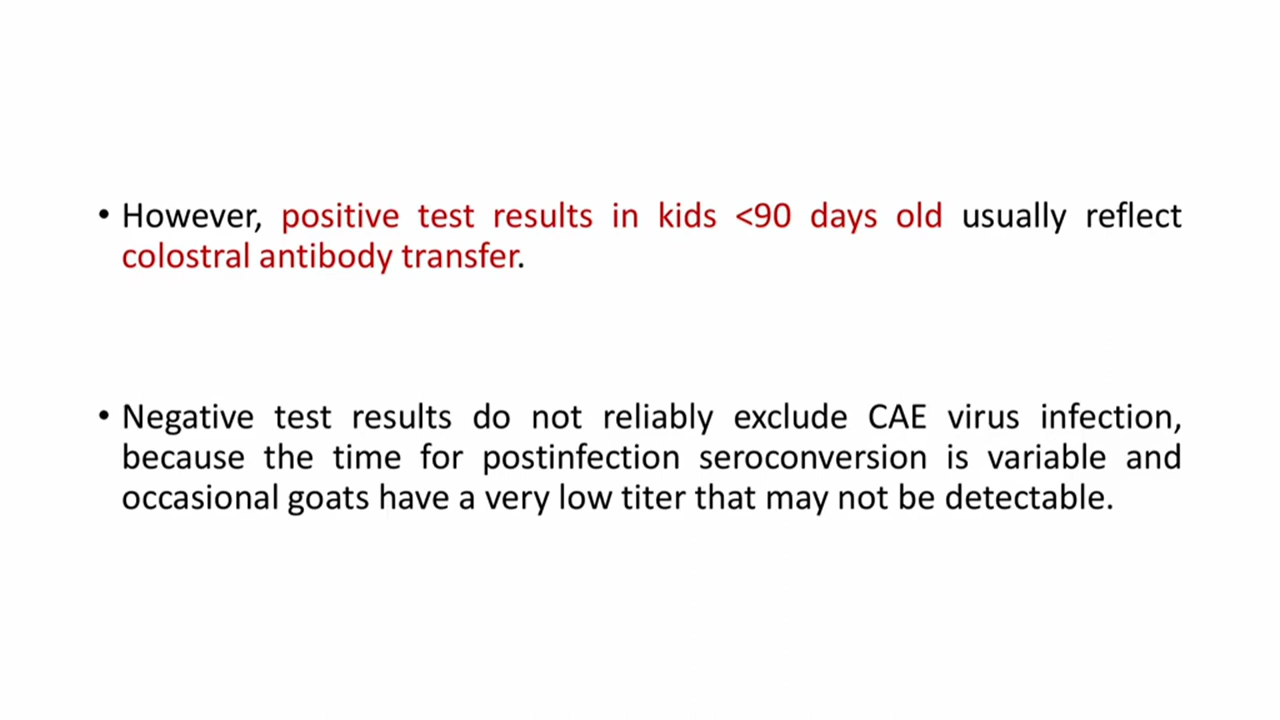 • However, positive test results in kids <90 days old usually reflect
colostral antibody transfer.
• Negative test results do not reliably exclude CAE virus infection,
because the time for postinfection seroconversion is variable and
occasional goats have a very low titer that may not be detectable.